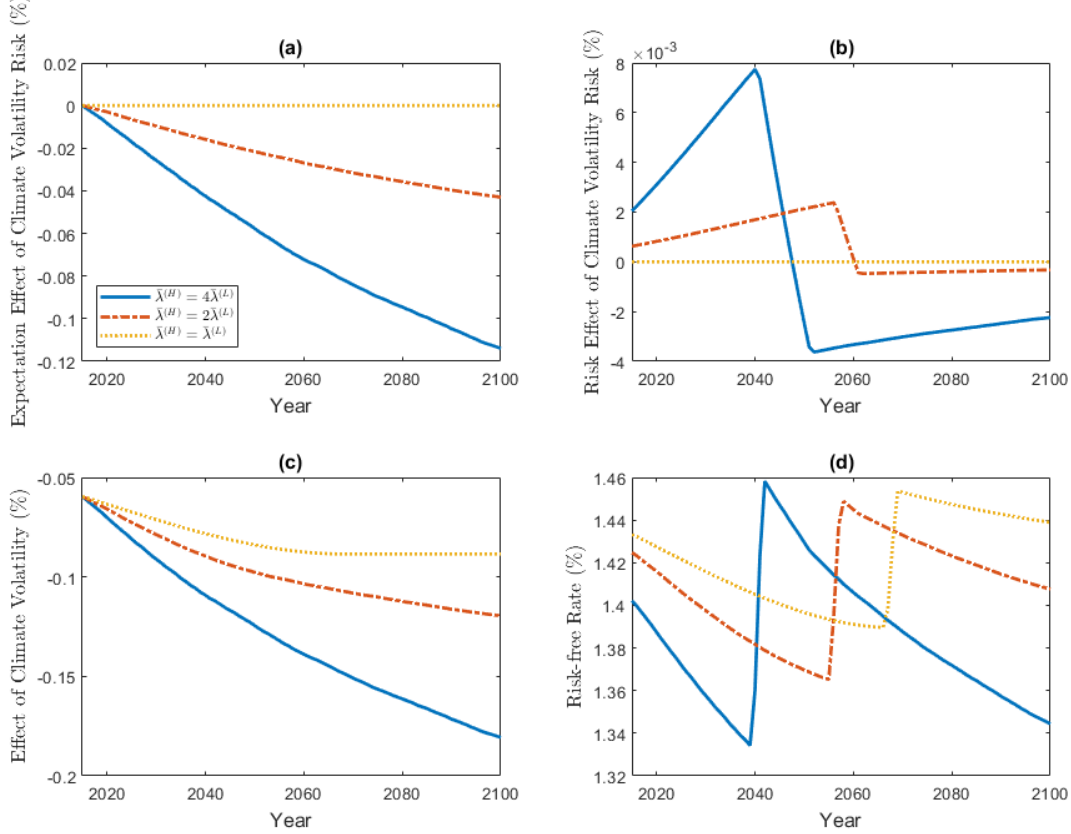 (a)
Expectation Effect of Climate Volatility Risk (%)
0.02
0
-0.02
-0.04
-0.06
-0.08
-0.1
-0.12
λ̄^(H) = 4λ̄^(L)
λ̄^(H) = 2λ̄^(L)
λ̄^(H) = λ̄^(L)
2020 2040 2060 2080 2100
Year
(b)
×10⁻³
Risk Effect of Climate Volatility Risk (%)
8
6
4
2
0
-2
-4
2020 2040 2060 2080 2100
Year
(c)
Effect of Climate Volatility (%)
-0.05
-0.1
-0.15
-0.2
2020 2040 2060 2080 2100
Year
(d)
Risk-free Rate (%)
1.46
1.44
1.42
1.4
1.38
1.36
1.34
1.32
2020 2040 2060 2080 2100
Year